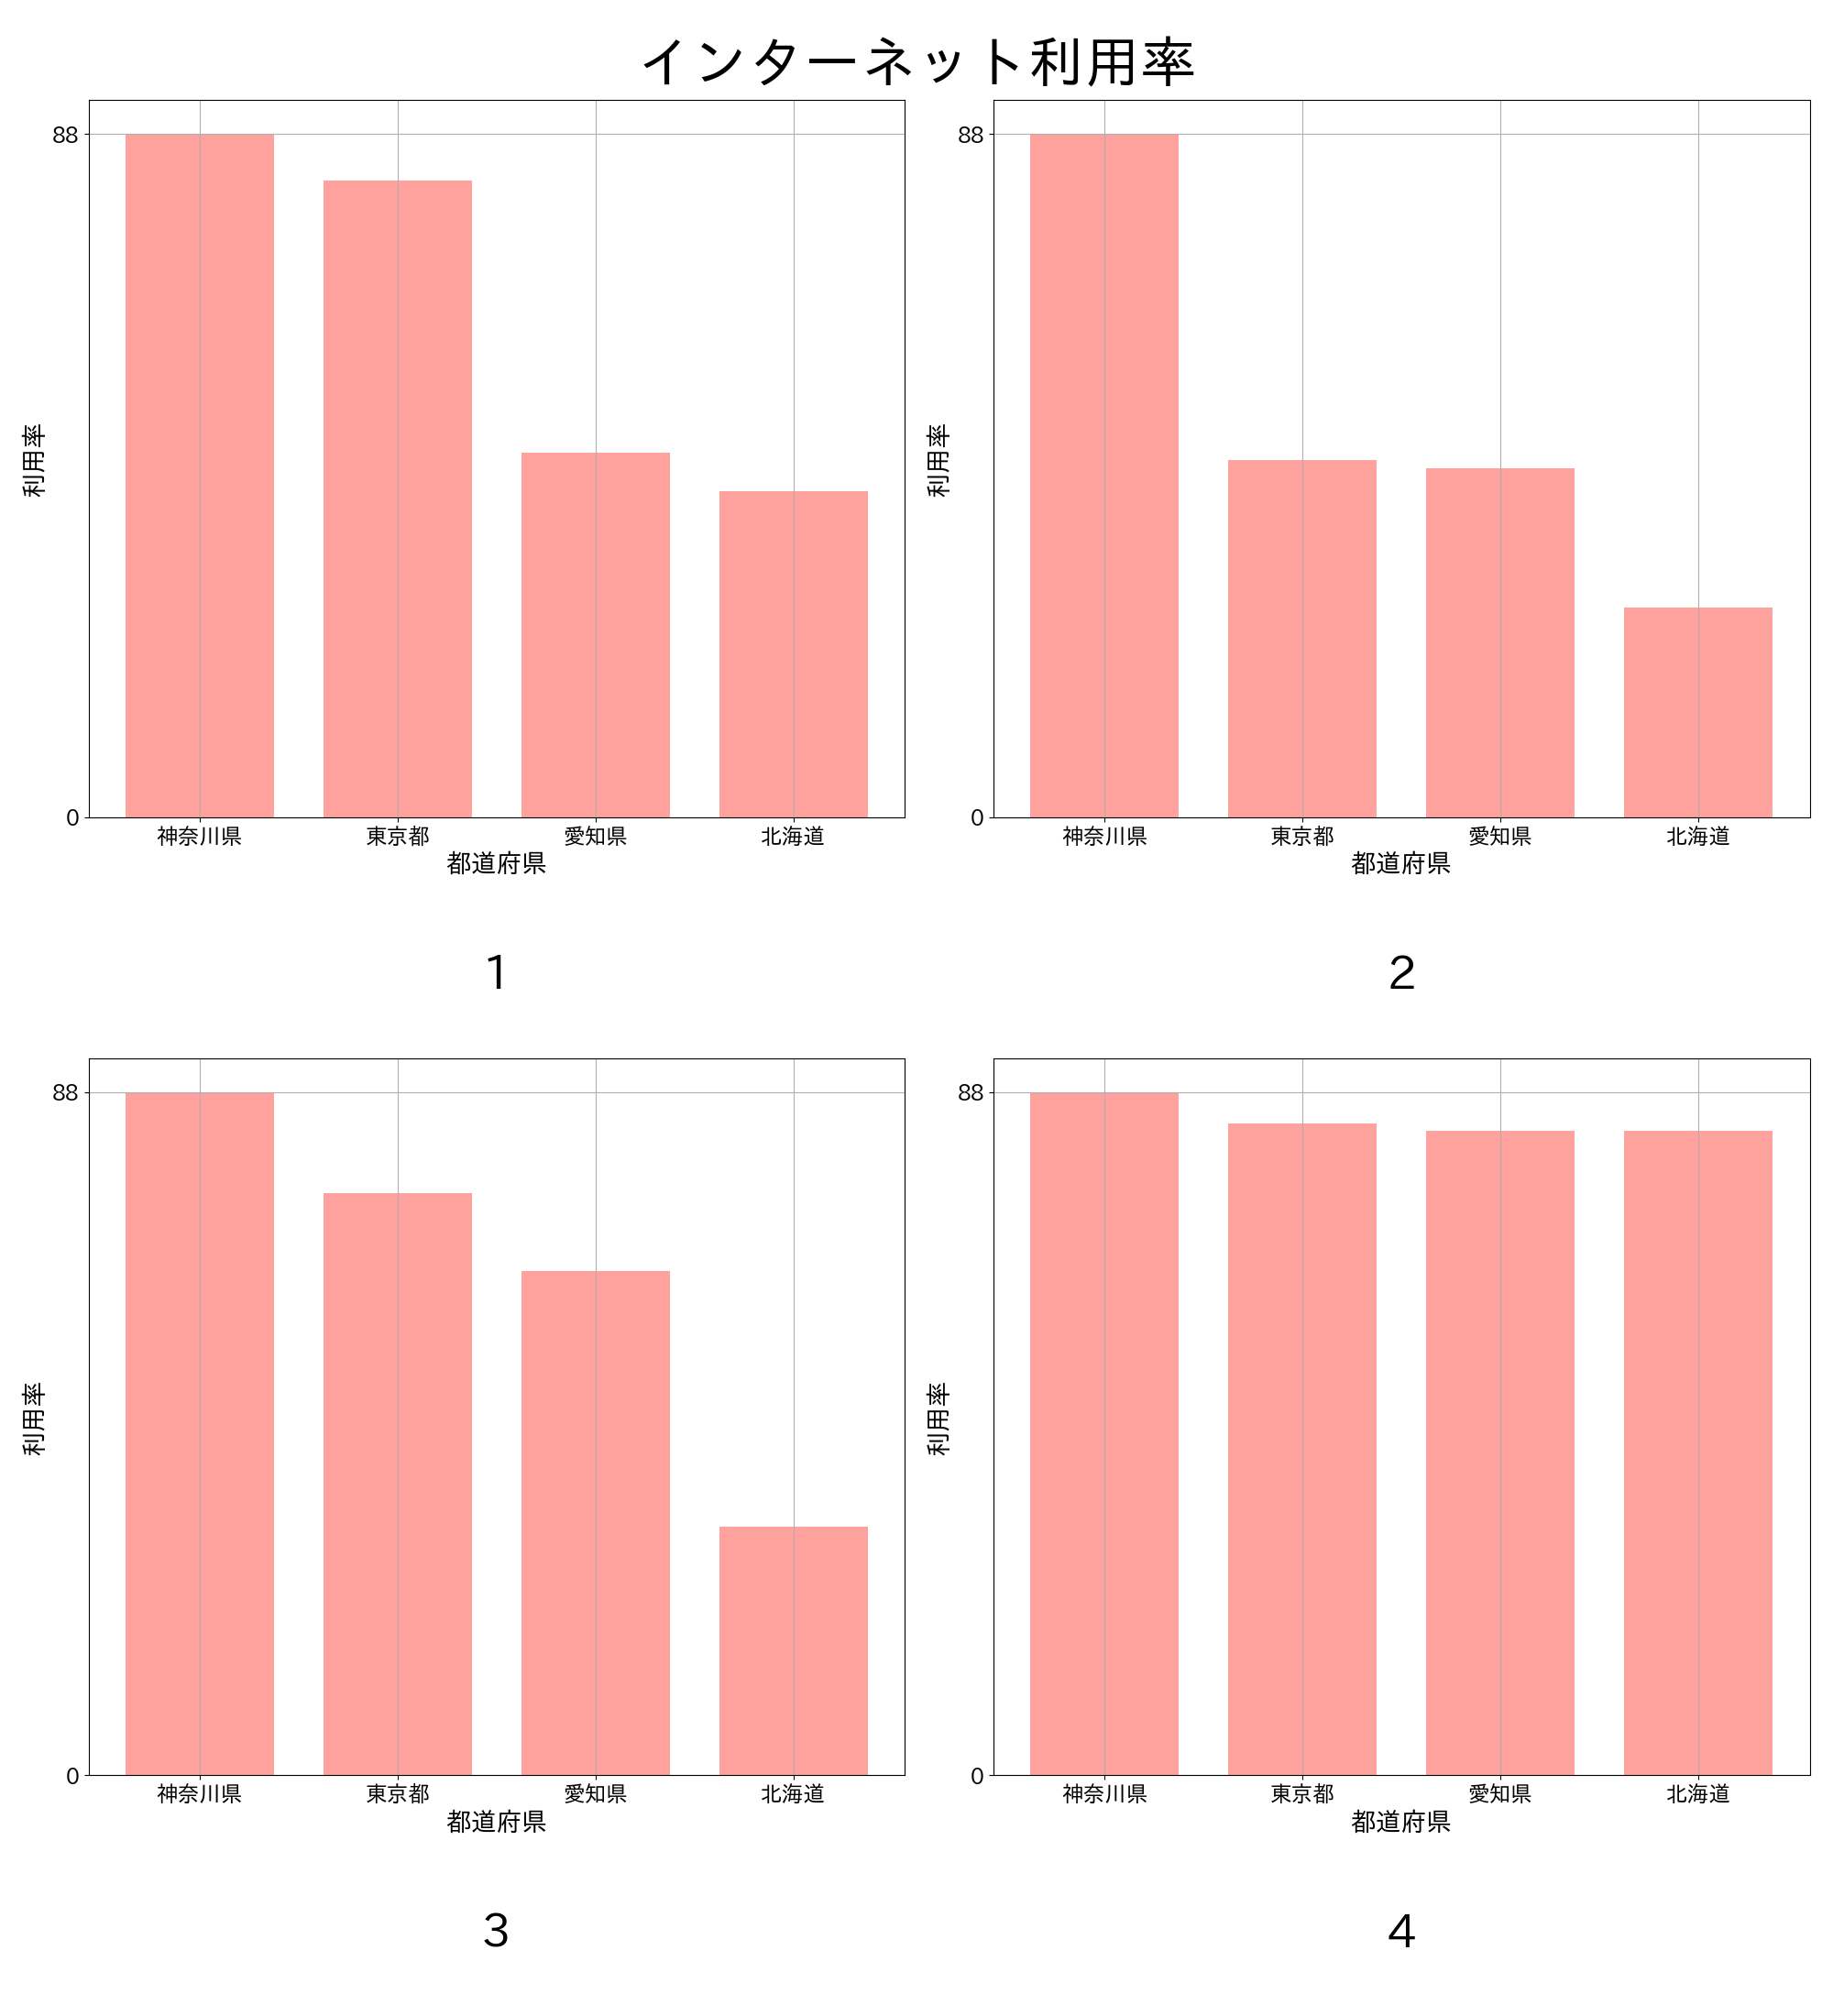 インターネット利用率
88
0
利用率
神奈川県 東京都 愛知県 北海道
都道府県
1
88
0
利用率
神奈川県 東京都 愛知県 北海道
都道府県
2
88
0
利用率
神奈川県 東京都 愛知県 北海道
都道府県
3
88
0
利用率
神奈川県 東京都 愛知県 北海道
都道府県
4